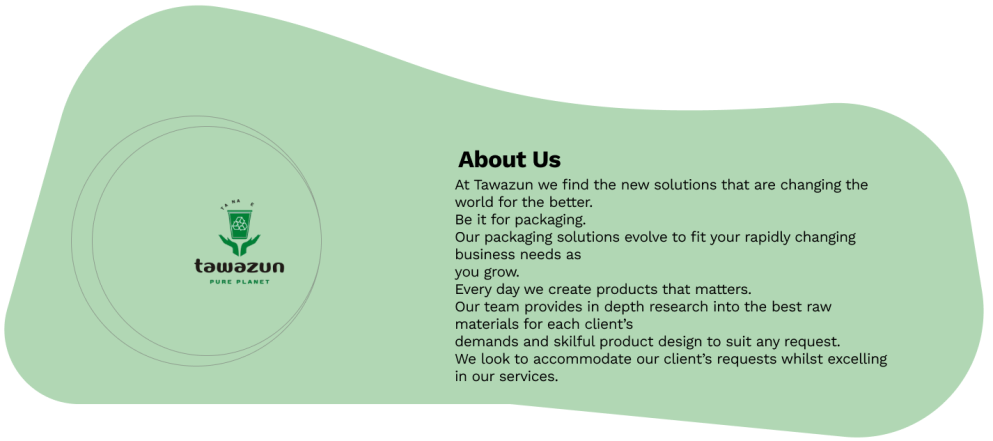 About Us
At Tawazun we find the new solutions that are changing the
world for the better.
Be it for packaging.
Our packaging solutions evolve to fit your rapidly changing
business needs as
you grow.
Every day we create products that matters.
Our team provides in depth research into the best raw
materials for each client’s
demands and skilful product design to suit any request.
We look to accommodate our client’s requests whilst excelling
in our services.
tawazun
PURE PLANET